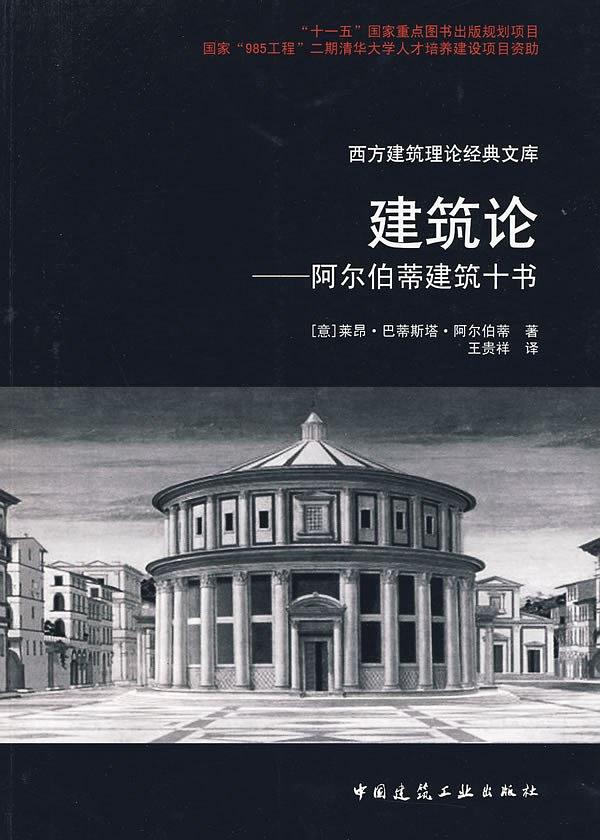 “十一五”国家重点图书出版规划项目
国家“985工程”二期清华大学人才培养建设项目资助
西方建筑理论经典文库
建筑论
——阿尔伯蒂建筑十书
[意]莱昂·巴蒂斯塔·阿尔伯蒂 著
王贵祥 译
中国建筑工业出版社